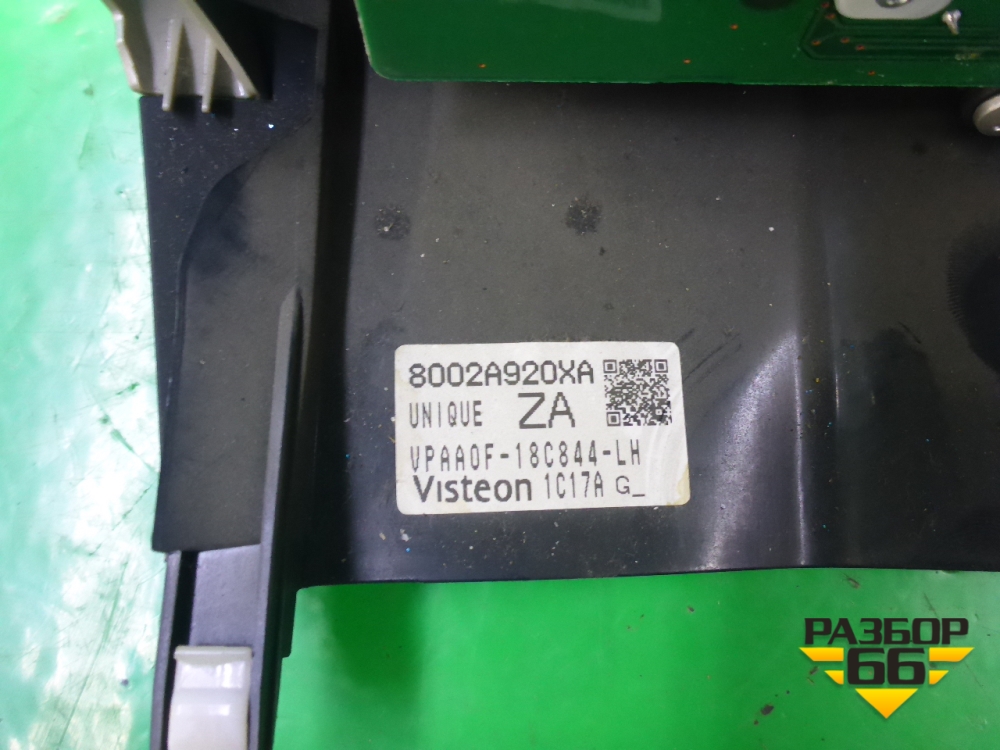 8002A920XA
UNIQUE ZA
VPAA0F-18C844-LH
Visteon 1C17A G_
РАЗБОР
66